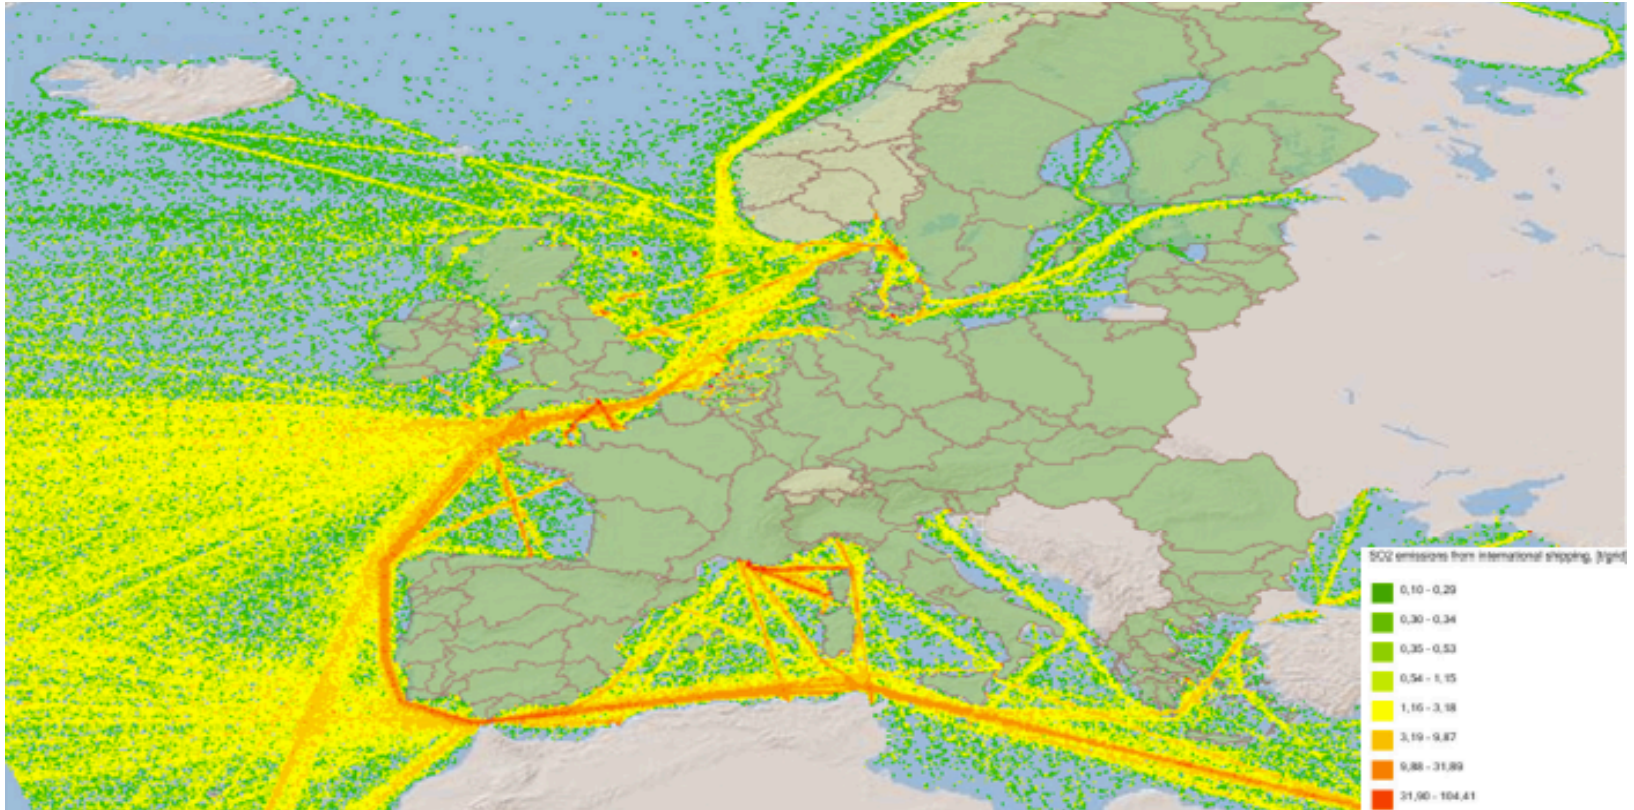 SO2 emissions from international shipping, [t/grid]
0,10 - 0,29
0,30 - 0,34
0,35 - 0,53
0,54 - 1,15
1,16 - 3,18
3,19 - 9,87
9,88 - 31,89
31,90 - 104,41